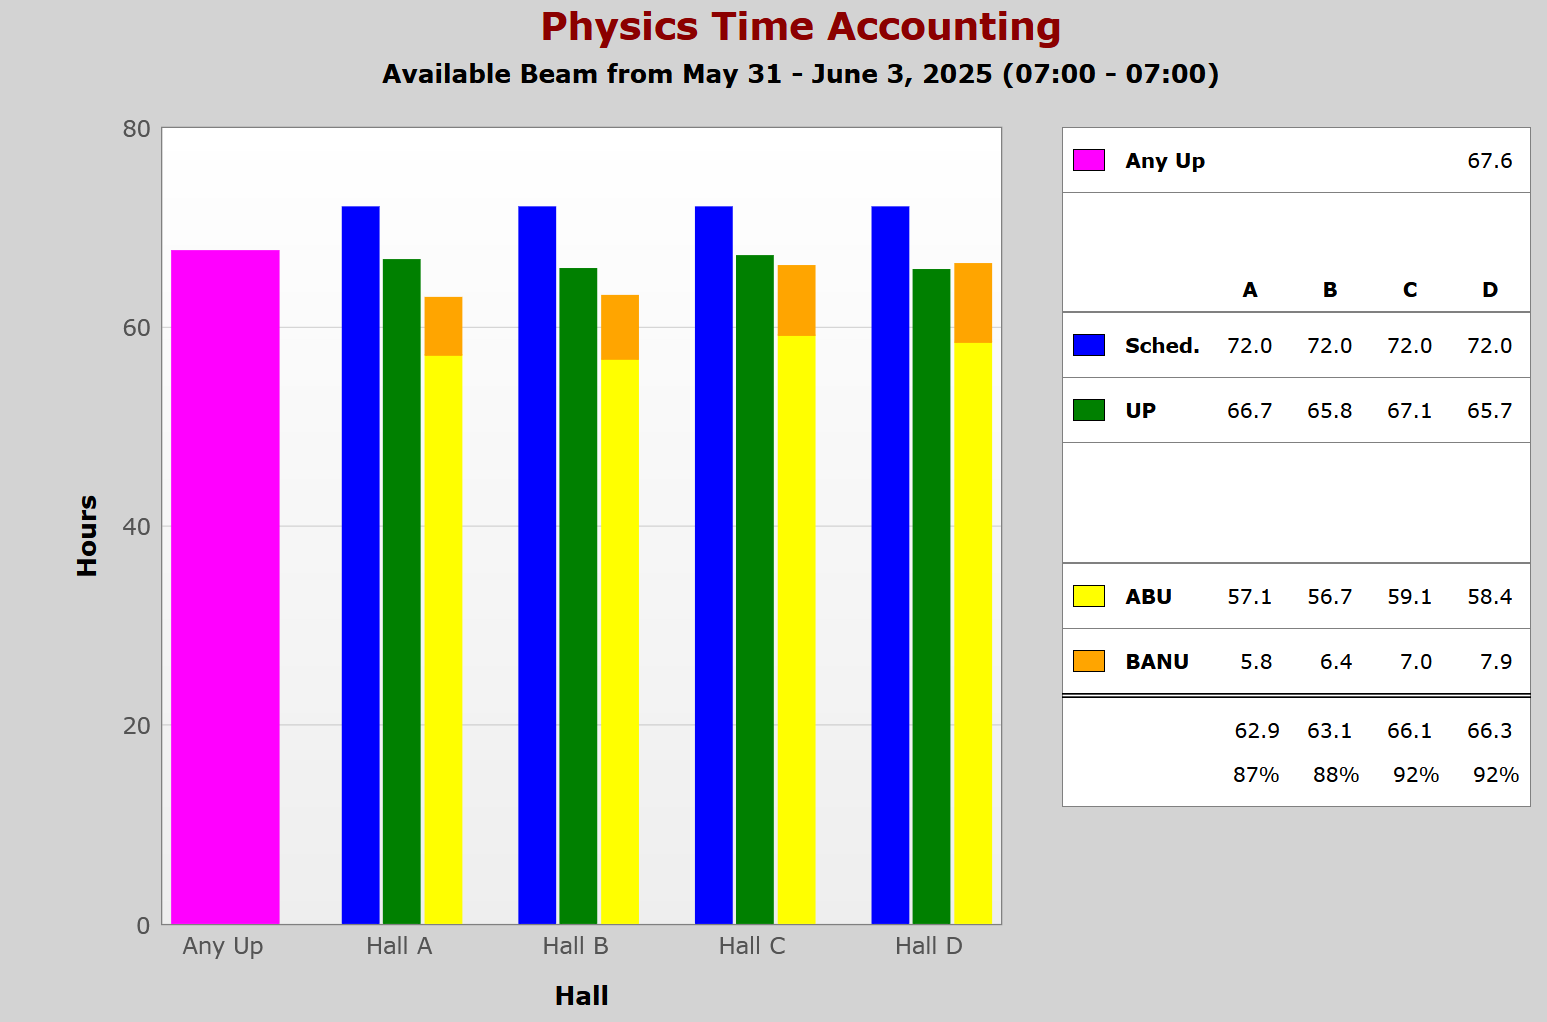 Physics Time Accounting
Available Beam from May 31 - June 3, 2025 (07:00 - 07:00)
80
60
40
20
0
Hours
Any Up
Hall A
Hall B
Hall C
Hall D
Hall
Any Up 67.6
A B C D
Sched. 72.0 72.0 72.0 72.0
UP 66.7 65.8 67.1 65.7
ABU 57.1 56.7 59.1 58.4
BANU 5.8 6.4 7.0 7.9
62.9 63.1 66.1 66.3
87% 88% 92% 92%